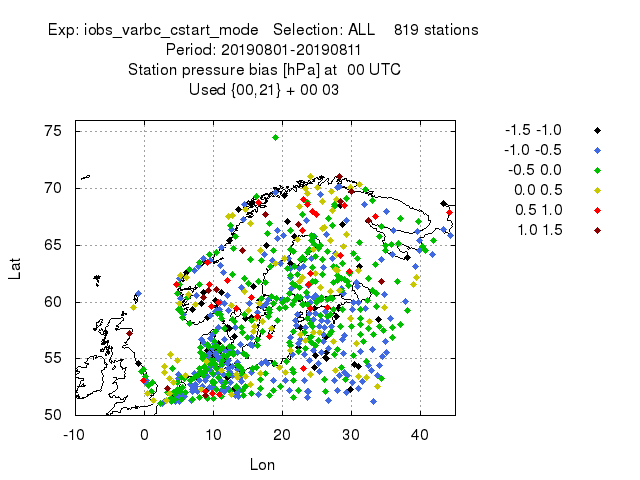 Exp: iobs_varbc_cstart_mode   Selection: ALL    819 stations
Period: 20190801-20190811
Station pressure bias [hPa] at  00 UTC
Used {00,21} + 00 03
75
70
65
60
55
50
Lat
-10 0 10 20 30 40
Lon
-1.5 -1.0
-1.0 -0.5
-0.5 0.0
0.0 0.5
0.5 1.0
1.0 1.5